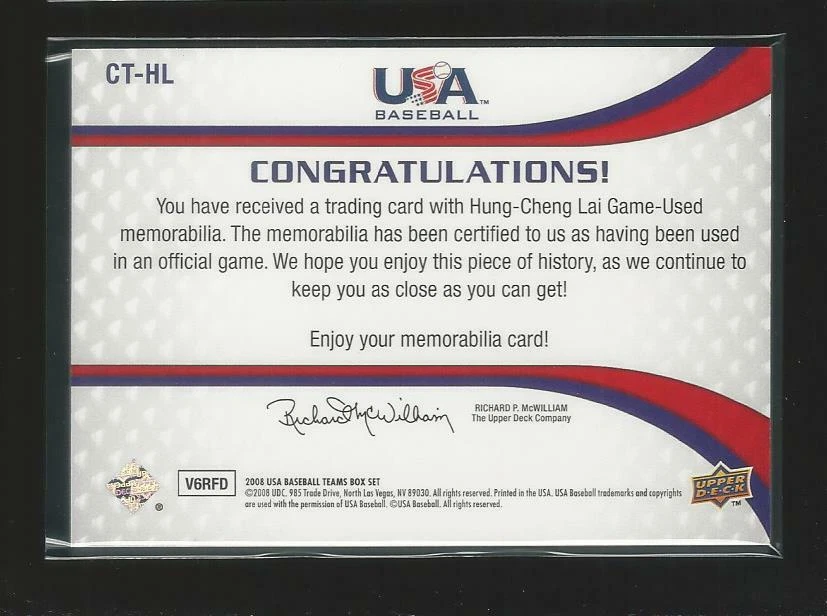 CT-HL
USA TM
BASEBALL
CONGRATULATIONS!
You have received a trading card with Hung-Cheng Lai Game-Used
memorabilia. The memorabilia has been certified to us as having been used
in an official game. We hope you enjoy this piece of history, as we continue to
keep you as close as you can get!
Enjoy your memorabilia card!
Richard McWilliam
RICHARD P. McWILLIAM
The Upper Deck Company
®
V6RFD
2008 USA BASEBALL TEAMS BOX SET
©2008 UDC. 985 Trade Drive, North Las Vegas, NV 89030. All rights reserved. Printed in the USA. USA Baseball trademarks and copyrights
are used with the permission of USA Baseball. ©USA Baseball. All rights reserved.
UPPER
D·E·C·K
TM